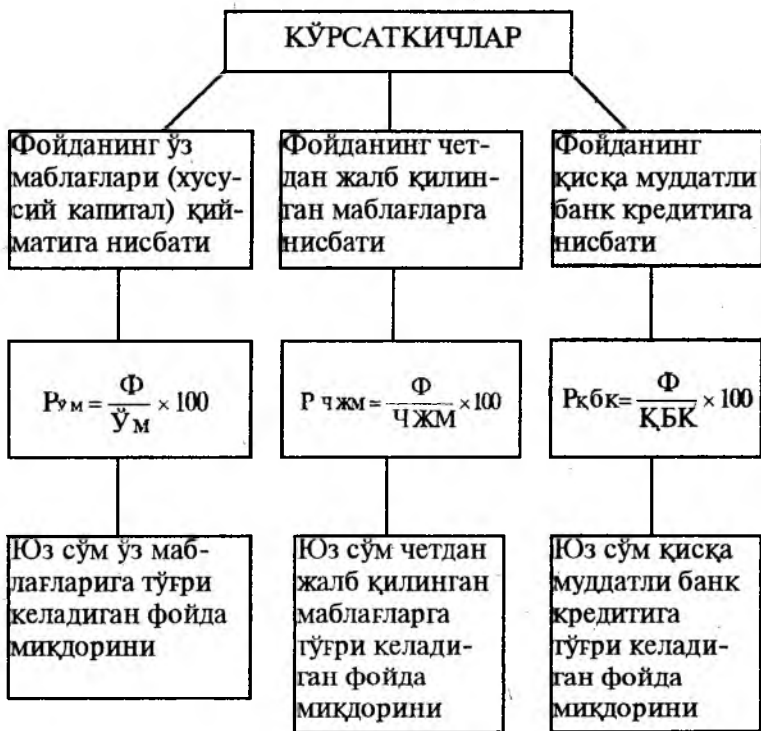 КЎРСАТКИЧЛАР
Фойданинг ўз
маблағлари (хусу-
сий капитал) қий-
матига нисбати
Фойданинг чет-
дан жалб қилин-
ган маблағларга
нисбати
Фойданинг
қисқа муддатли
банк кредитига
нисбати
Рўм = Ф / Ўм × 100
Р чжм = Ф / ЧЖМ × 100
Рқбк = Ф / ҚБК × 100
Юз сўм ўз маб-
лағларига тўғри
келадиган фойда
миқдорини
Юз сўм четдан
жалб қилинган
маблағларга
тўғри келади-
ган фойда
миқдорини
Юз сўм қисқа
муддатли банк
кредитига
тўғри келади-
ган фойда
миқдорини